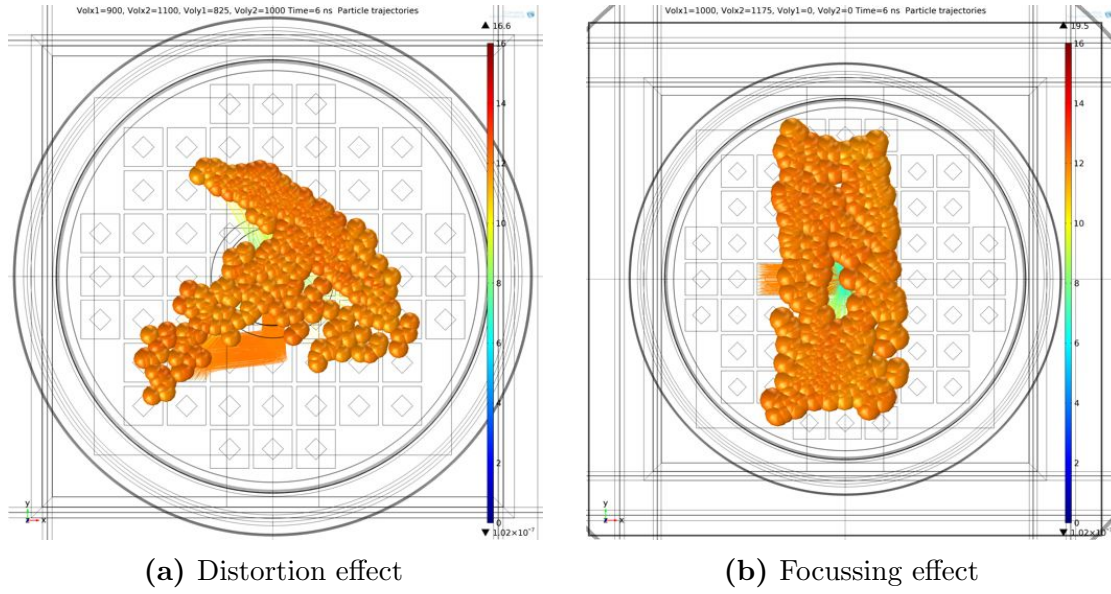 Volx1=900, Volx2=1100, Voly1=825, Voly2=1000 Time=6 ns  Particle trajectories
▲ 16.6
16
14
12
10
8
6
4
2
0
▼ 1.02×10⁻⁷
y
z x
(a) Distortion effect
Volx1=1000, Volx2=1175, Voly1=0, Voly2=0 Time=6 ns  Particle trajectories
▲ 19.5
16
14
12
10
8
6
4
2
0
▼ 1.02×10⁻⁷
y
z x
(b) Focussing effect